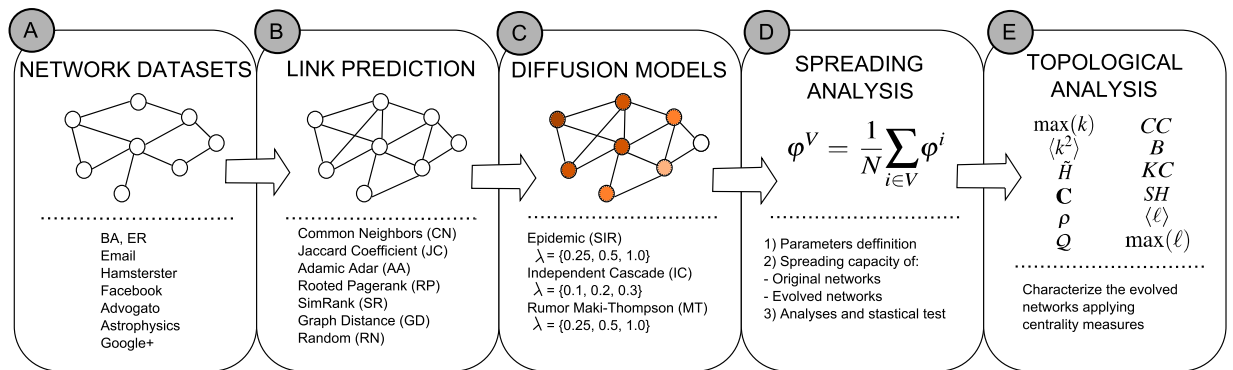 A
NETWORK DATASETS
BA, ER
Email
Hamsterster
Facebook
Advogato
Astrophysics
Google+
B
LINK PREDICTION
Common Neighbors (CN)
Jaccard Coefficient (JC)
Adamic Adar (AA)
Rooted Pagerank (RP)
SimRank (SR)
Graph Distance (GD)
Random (RN)
C
DIFFUSION MODELS
Epidemic (SIR)
λ = {0.25, 0.5, 1.0}
Independent Cascade (IC)
λ = {0.1, 0.2, 0.3}
Rumor Maki-Thompson (MT)
λ = {0.25, 0.5, 1.0}
D
SPREADING
ANALYSIS
φ^V = 1/N ∑_{i∈V} φ^i
1) Parameters deffinition
2) Spreading capacity of:
- Original networks
- Evolved networks
3) Analyses and stastical test
E
TOPOLOGICAL
ANALYSIS
max(k) CC
⟨k²⟩ B
H̃ KC
C SH
ρ ⟨ℓ⟩
Q max(ℓ)
Characterize the evolved
networks applying
centrality measures